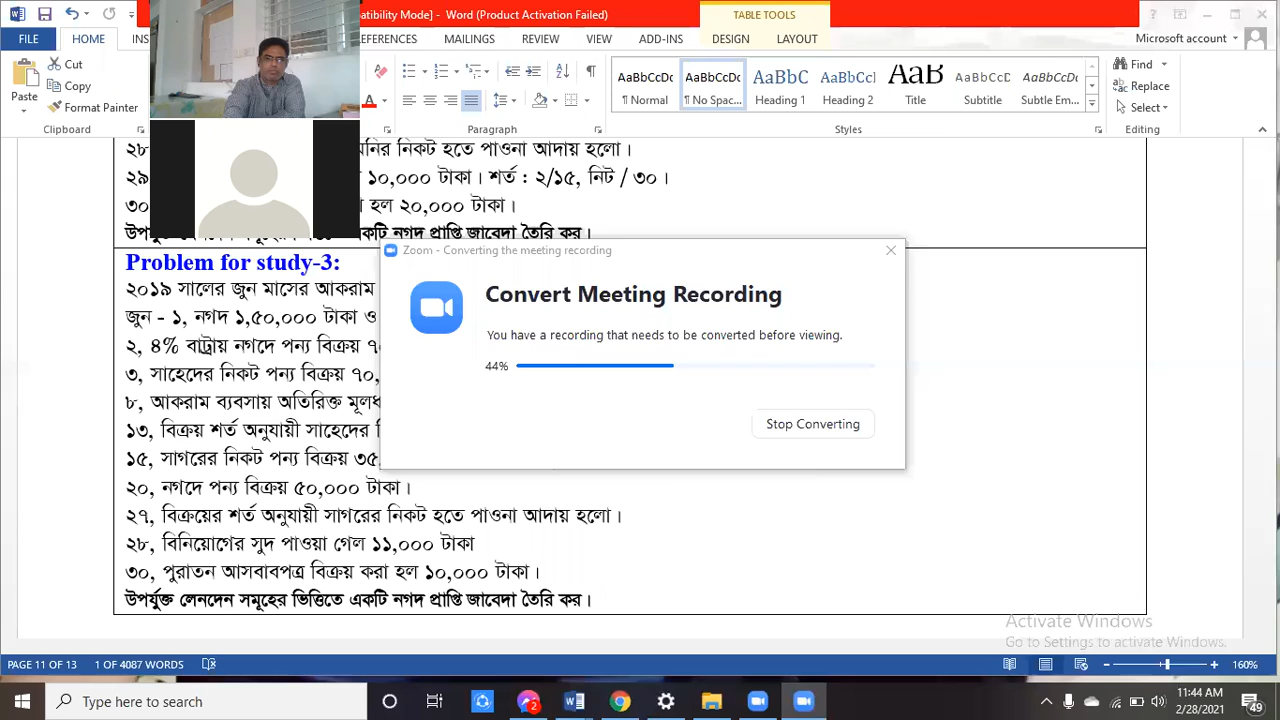 atibility Mode] - Word (Product Activation Failed)
TABLE TOOLS
FILE HOME INS EFERENCES MAILINGS REVIEW VIEW ADD-INS DESIGN LAYOUT Microsoft account
Cut
Copy
Format Painter
Paste
AaBbCcDc AaBbCcDc AaBbC AaBbCc AaB AaBbCcD AaBbCcDc
¶ Normal ¶ No Spac... Heading 1 Heading 2 Title Subtitle Subtle Em...
Find
Replace
Select
Clipboard Paragraph Styles Editing
২৮ মনির নিকট হতে পাওনা আদায় হলো।
২৯ ১০,০০০ টাকা। শর্ত : ২/১৫, নিট / ৩০।
৩০ হল ২০,০০০ টাকা।
একটি নগদ প্রাপ্তি জাবেদা তৈরি কর।
Problem for study-3:
২০১৯ সালের জুন মাসের আকরাম
জুন - ১, নগদ ১,৫০,০০০ টাকা ও
২, ৪% বাট্রায় নগদে পন্য বিক্রয় ৭০
৩, সাহেদের নিকট পন্য বিক্রয় ৭০,
৮, আকরাম ব্যবসায় অতিরিক্ত মূলধ
১৩, বিক্রয় শর্ত অনুযায়ী সাহেদের
১৫, সাগরের নিকট পন্য বিক্রয় ৩৫,
২০, নগদে পন্য বিক্রয় ৫০,০০০ টাকা।
২৭, বিক্রয়ের শর্ত অনুযায়ী সাগরের নিকট হতে পাওনা আদায় হলো।
২৮, বিনিয়োগের সুদ পাওয়া গেল ১১,০০০ টাকা
৩০, পুরাতন আসবাবপত্র বিক্রয় করা হল ১০,০০০ টাকা।
উপর্যুক্ত লেনদেন সমূহের ভিত্তিতে একটি নগদ প্রাপ্তি জাবেদা তৈরি কর।
Zoom - Converting the meeting recording
Convert Meeting Recording
You have a recording that needs to be converted before viewing.
44%
Stop Converting
Activate Windows
Go to Settings to activate Windows.
PAGE 11 OF 13 1 OF 4087 WORDS 160%
Type here to search
2
11:44 AM
2/28/2021
49